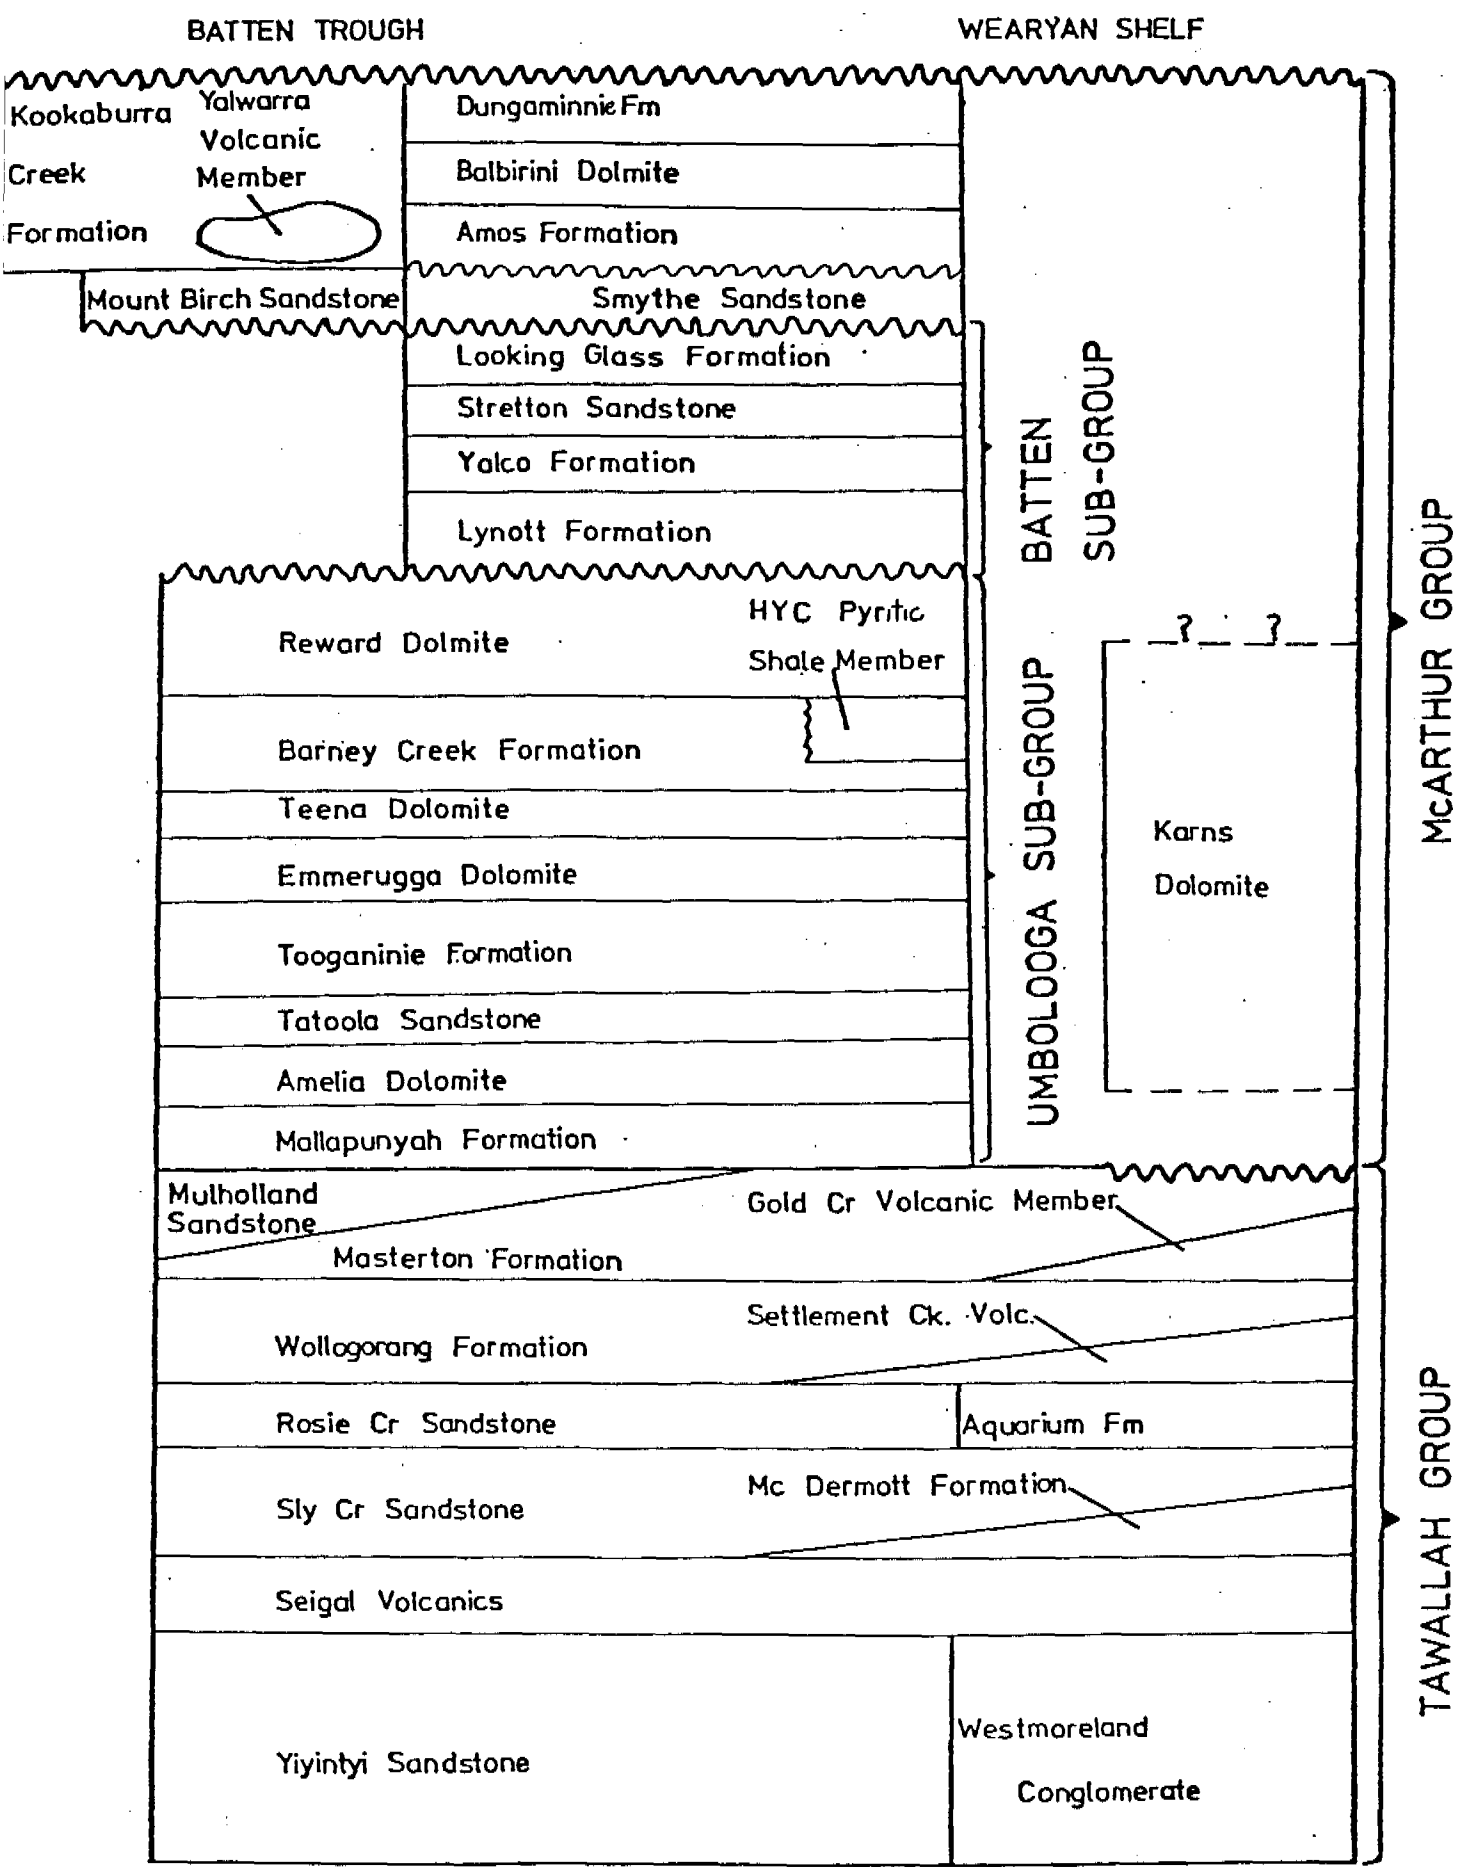 BATTEN TROUGH
WEARYAN SHELF
Kookaburra
Creek
Formation
Yalwarra
Volcanic
Member
Dungaminnie Fm
Balbirini Dolmite
Amos Formation
Mount Birch Sandstone
Smythe Sandstone
Looking Glass Formation
Stretton Sandstone
Yalco Formation
Lynott Formation
BATTEN
SUB-GROUP
Reward Dolmite
HYC Pyritic
Shale Member
Barney Creek Formation
Teena Dolomite
Emmerugga Dolomite
Tooganinie Formation
Tatoola Sandstone
Amelia Dolomite
Mallapunyah Formation
UMBOLOOGA SUB-GROUP
? ?
Karns
Dolomite
McARTHUR GROUP
Mulholland
Sandstone
Masterton Formation
Gold Cr Volcanic Member
Settlement Ck. Volc.
Wollogorang Formation
Rosie Cr Sandstone
Aquarium Fm
Mc Dermott Formation
Sly Cr Sandstone
Seigal Volcanics
Yiyintyi Sandstone
Westmoreland
Conglomerate
TAWALLAH GROUP